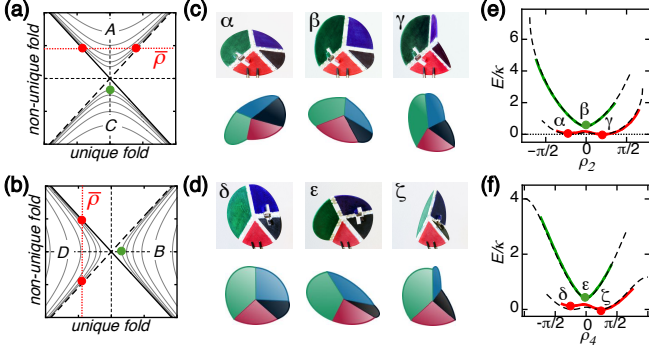 (a)
non-unique fold
A
ρ̅
C
unique fold
(b)
non-unique fold
ρ̅
D
B
unique fold
(c)
α
β
γ
(d)
δ
ε
ζ
(e)
E/κ
6
4
2
0
α
β
γ
-π/2
0
π/2
ρ₂
(f)
E/κ
4
2
0
δ
ε
ζ
-π/2
0
π/2
ρ₄